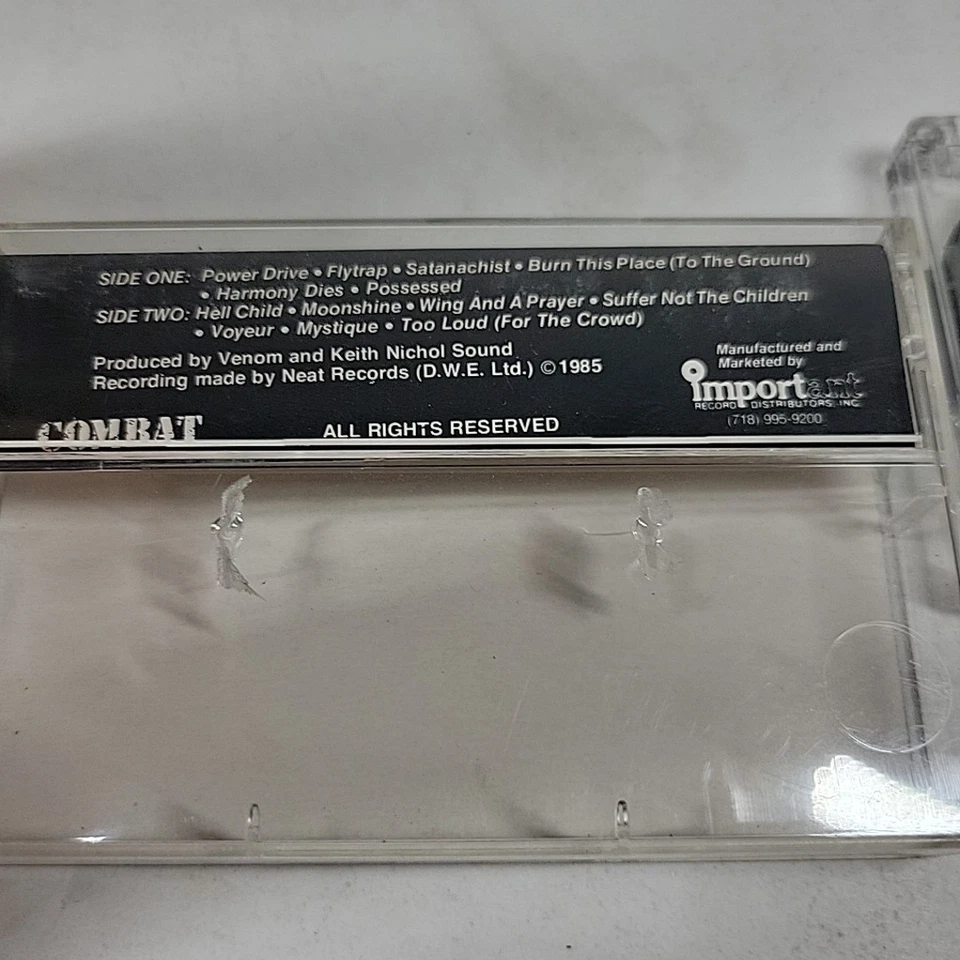 SIDE ONE: Power Drive • Flytrap • Satanachist • Burn This Place (To The Ground)
• Harmony Dies • Possessed
SIDE TWO: Hell Child • Moonshine • Wing And A Prayer • Suffer Not The Children
• Voyeur • Mystique • Too Loud (For The Crowd)
Produced by Venom and Keith Nichol Sound
Recording made by Neat Records (D.W.E. Ltd.) © 1985
COMBAT
ALL RIGHTS RESERVED
Manufactured and
Marketed by
important
RECORD DISTRIBUTORS, INC.
(718) 995-9200